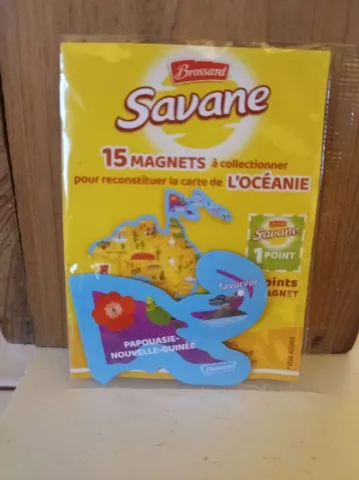 Brossard
Savane
15 MAGNETS à collectionner
pour reconstituer la carte de L'OCÉANIE
Brossard
Savane
1 POINT
Tavurvur
points
MAGNET
PAPOUASIE-
NOUVELLE-GUINÉE
Brossard